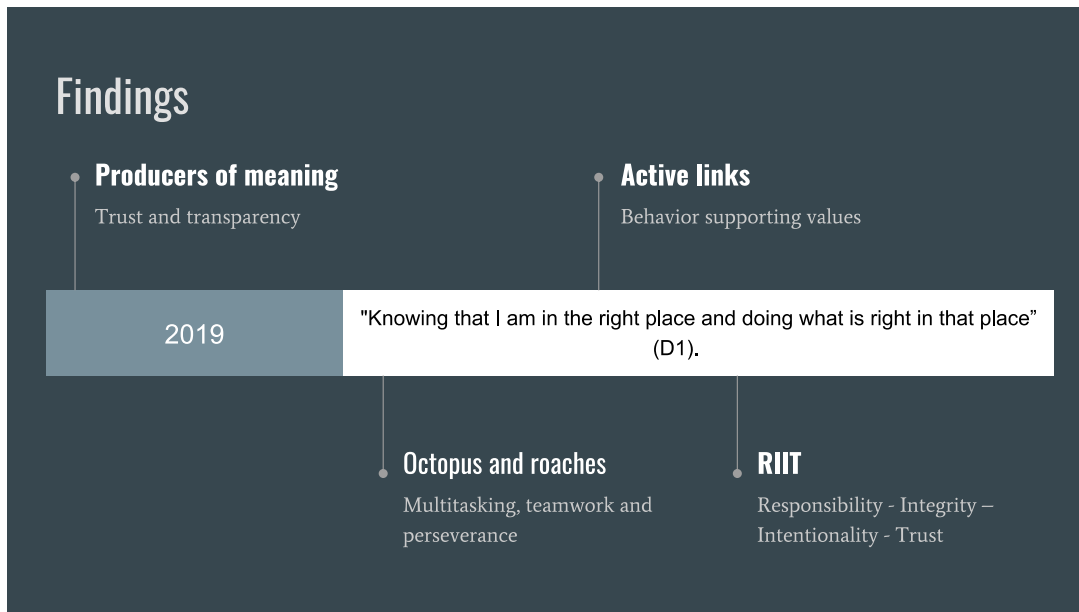 Findings
Producers of meaning
Trust and transparency
Active links
Behavior supporting values
2019
"Knowing that I am in the right place and doing what is right in that place”
(D1).
Octopus and roaches
Multitasking, teamwork and
perseverance
RIIT
Responsibility - Integrity –
Intentionality - Trust